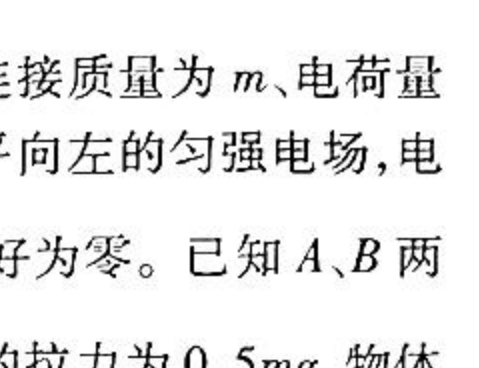 连接质量为 m、电荷量
平向左的匀强电场,电
好为零。已知 A、B 两
的拉力为 0.5mg,物体